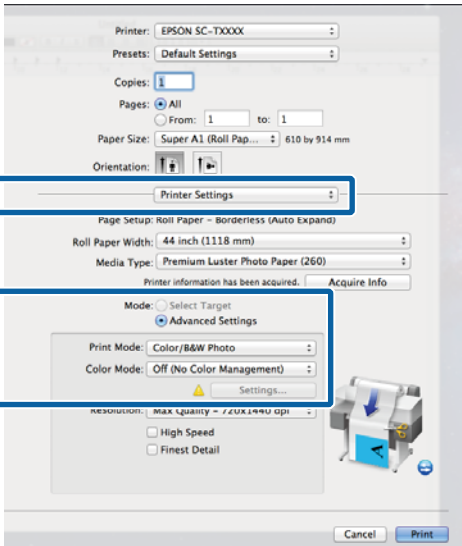 Printer: EPSON SC-TXXXX
Presets: Default Settings
Copies: 1
Pages: All
From: 1 to: 1
Paper Size: Super A1 (Roll Pap... 610 by 914 mm
Orientation:
Printer Settings
Page Setup: Roll Paper - Borderless (Auto Expand)
Roll Paper Width: 44 inch (1118 mm)
Media Type: Premium Luster Photo Paper (260)
Printer information has been acquired. Acquire Info
Mode: Select Target
Advanced Settings
Print Mode: Color/B&W Photo
Color Mode: Off (No Color Management)
Settings...
Resolution: Max Quality - 720x1440 dpi
High Speed
Finest Detail
A
Cancel Print